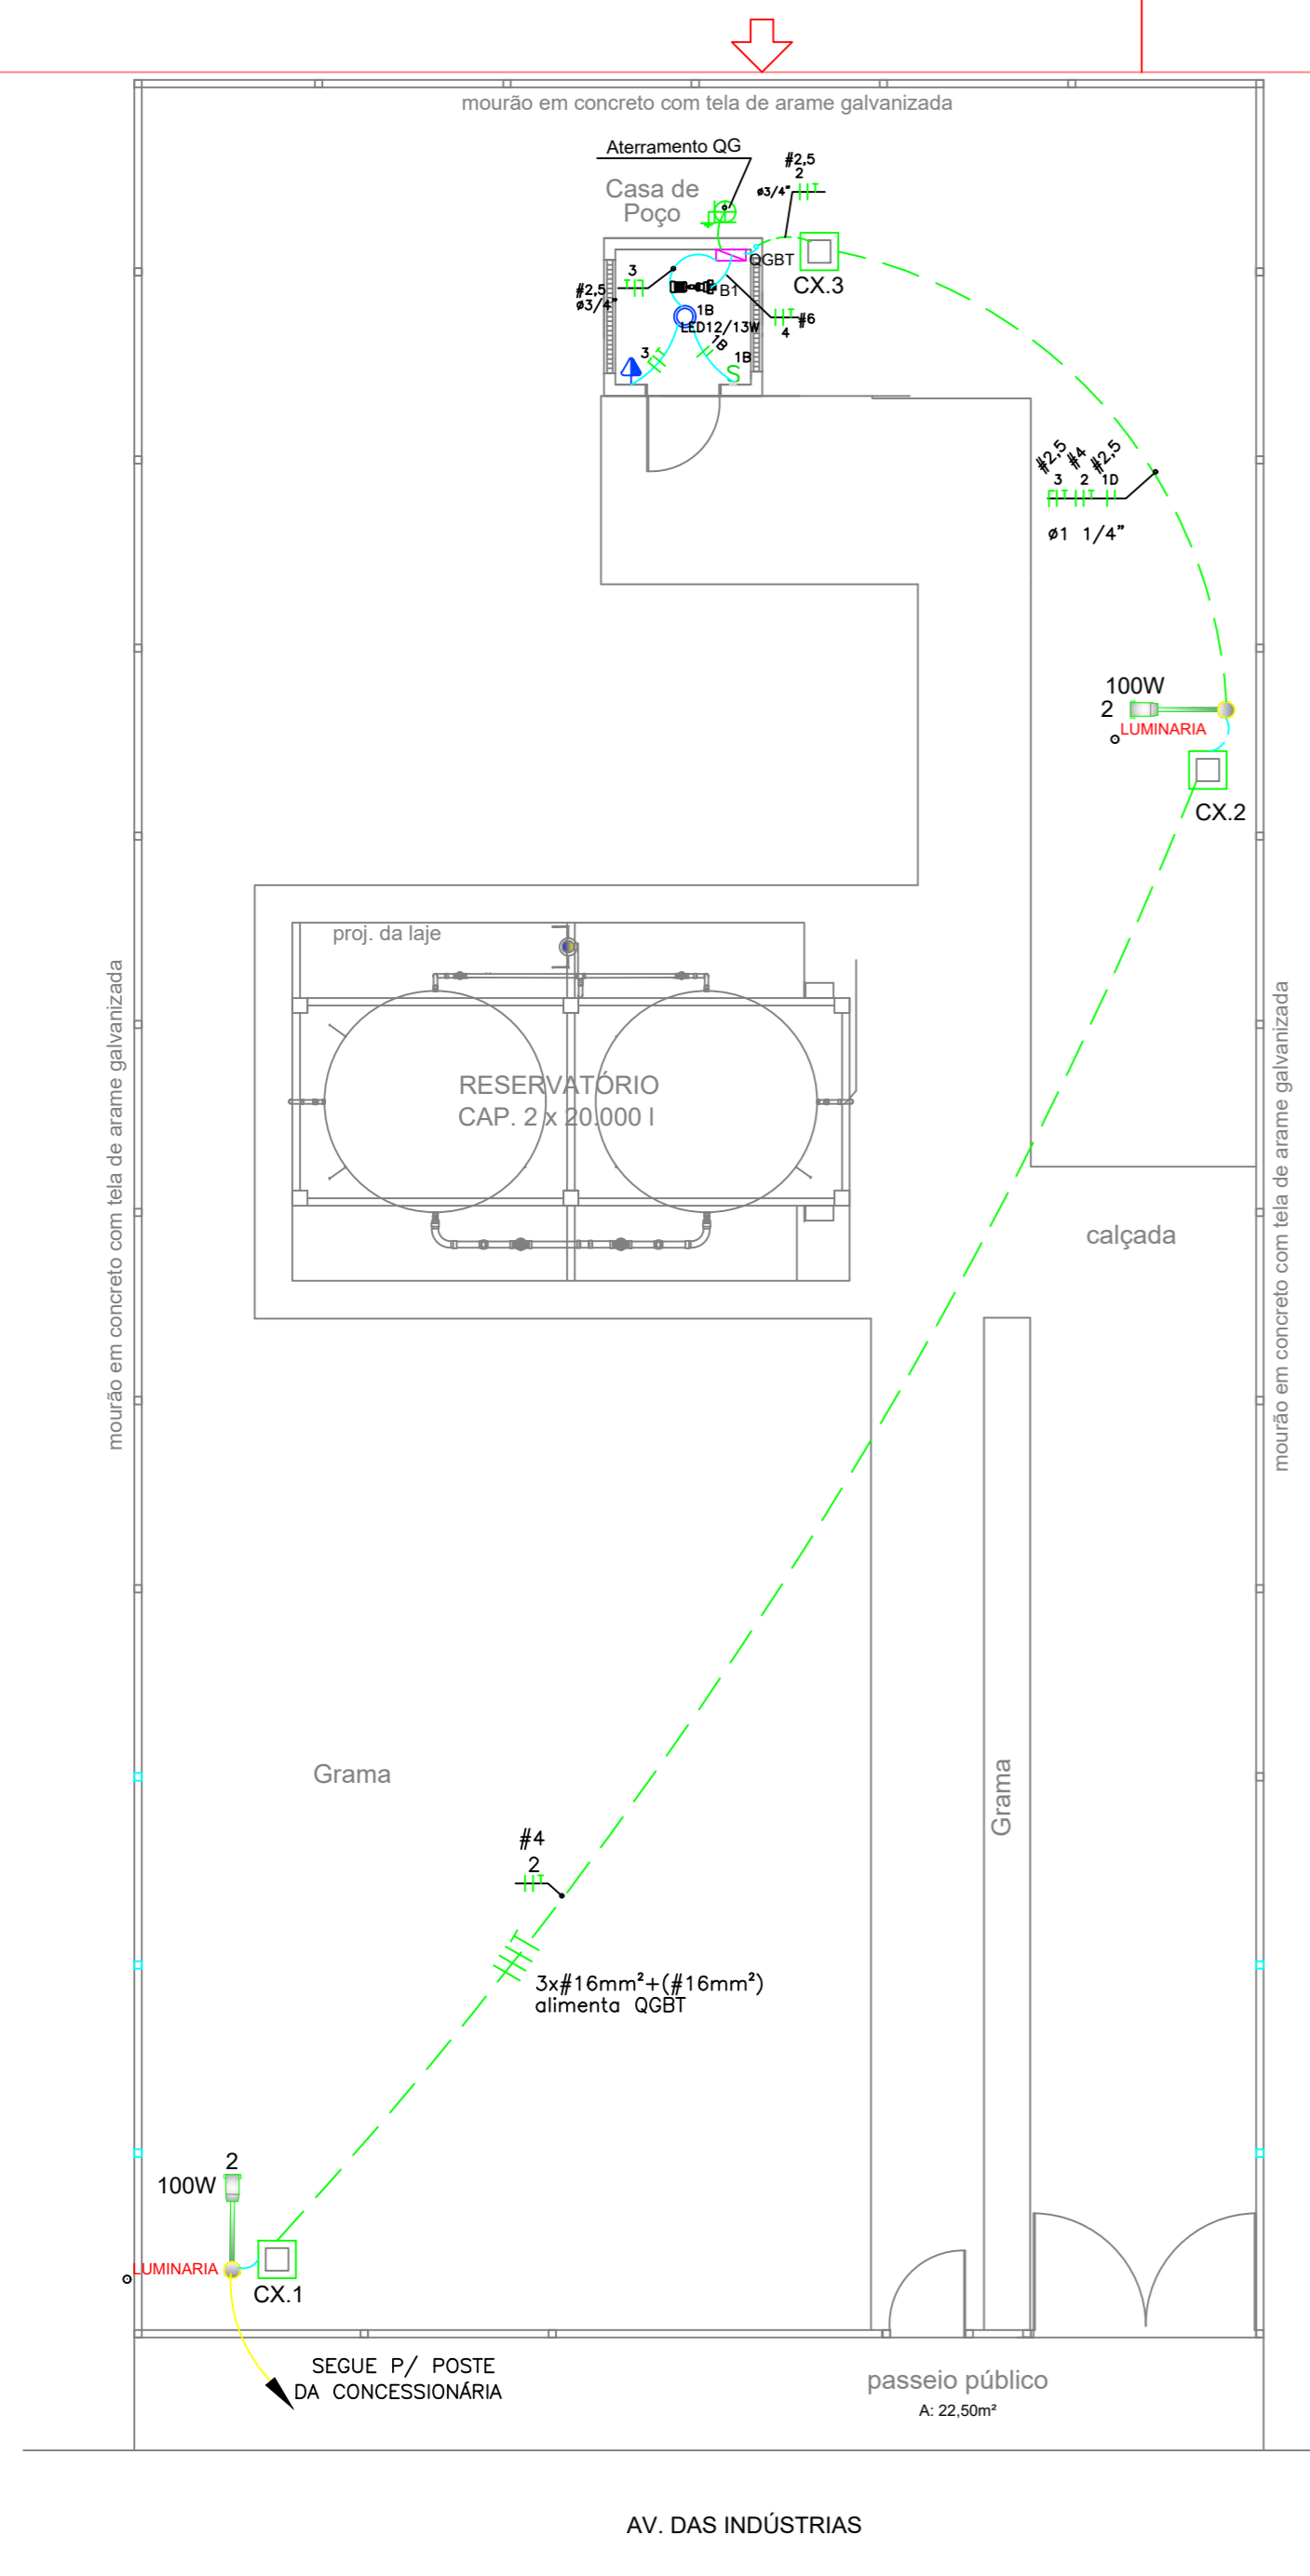 mourão em concreto com tela de arame galvanizada
Aterramento QG
Casa de
Poço
#2,5
2
ø3/4"
QGBT
CX.3
3
#2,5
ø3/4"
B1
1B
LED12/13W
#6
4
3
1B
1B
S
#2,5 #4 #2,5
3 2 1D
ø1 1/4"
100W
2
LUMINARIA
CX.2
proj. da laje
RESERVATÓRIO
CAP. 2 x 20.000 l
mourão em concreto com tela de arame galvanizada
mourão em concreto com tela de arame galvanizada
calçada
Grama
Grama
#4
2
3x#16mm²+(#16mm²)
alimenta QGBT
2
100W
LUMINARIA
CX.1
SEGUE P/ POSTE
DA CONCESSIONÁRIA
passeio público
A: 22,50m²
AV. DAS INDÚSTRIAS